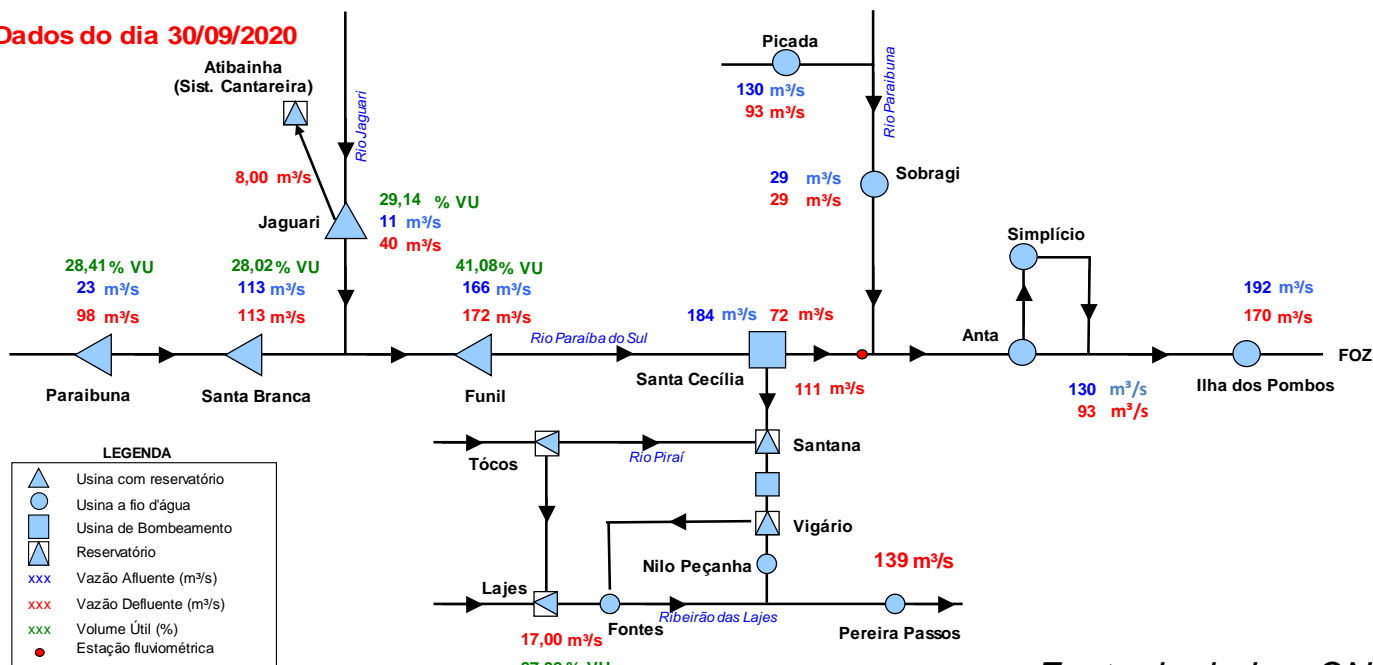 Dados do dia 30/09/2020
Atibainha
(Sist. Cantareira)
Rio Jaguari
8,00 m³/s
Jaguari
29,14 % VU
11 m³/s
40 m³/s
Picada
130 m³/s
93 m³/s
Rio Paraibuna
29 m³/s
29 m³/s
Sobragi
28,41 % VU
23 m³/s
98 m³/s
Paraibuna
28,02 % VU
113 m³/s
113 m³/s
Santa Branca
41,08 % VU
166 m³/s
172 m³/s
Funil
Rio Paraíba do Sul
184 m³/s 72 m³/s
Santa Cecília
111 m³/s
Simplício
Anta
130 m³/s
93 m³/s
192 m³/s
170 m³/s
Ilha dos Pombos
FOZ
Tócos
Rio Piraí
Santana
Vigário
Nilo Peçanha
139 m³/s
Lajes
Fontes
Ribeirão das Lajes
Pereira Passos
17,00 m³/s
LEGENDA
Usina com reservatório
Usina a fio d'água
Usina de Bombeamento
Reservatório
xxx Vazão Afluente (m³/s)
xxx Vazão Defluente (m³/s)
xxx Volume Útil (%)
Estação fluviométrica